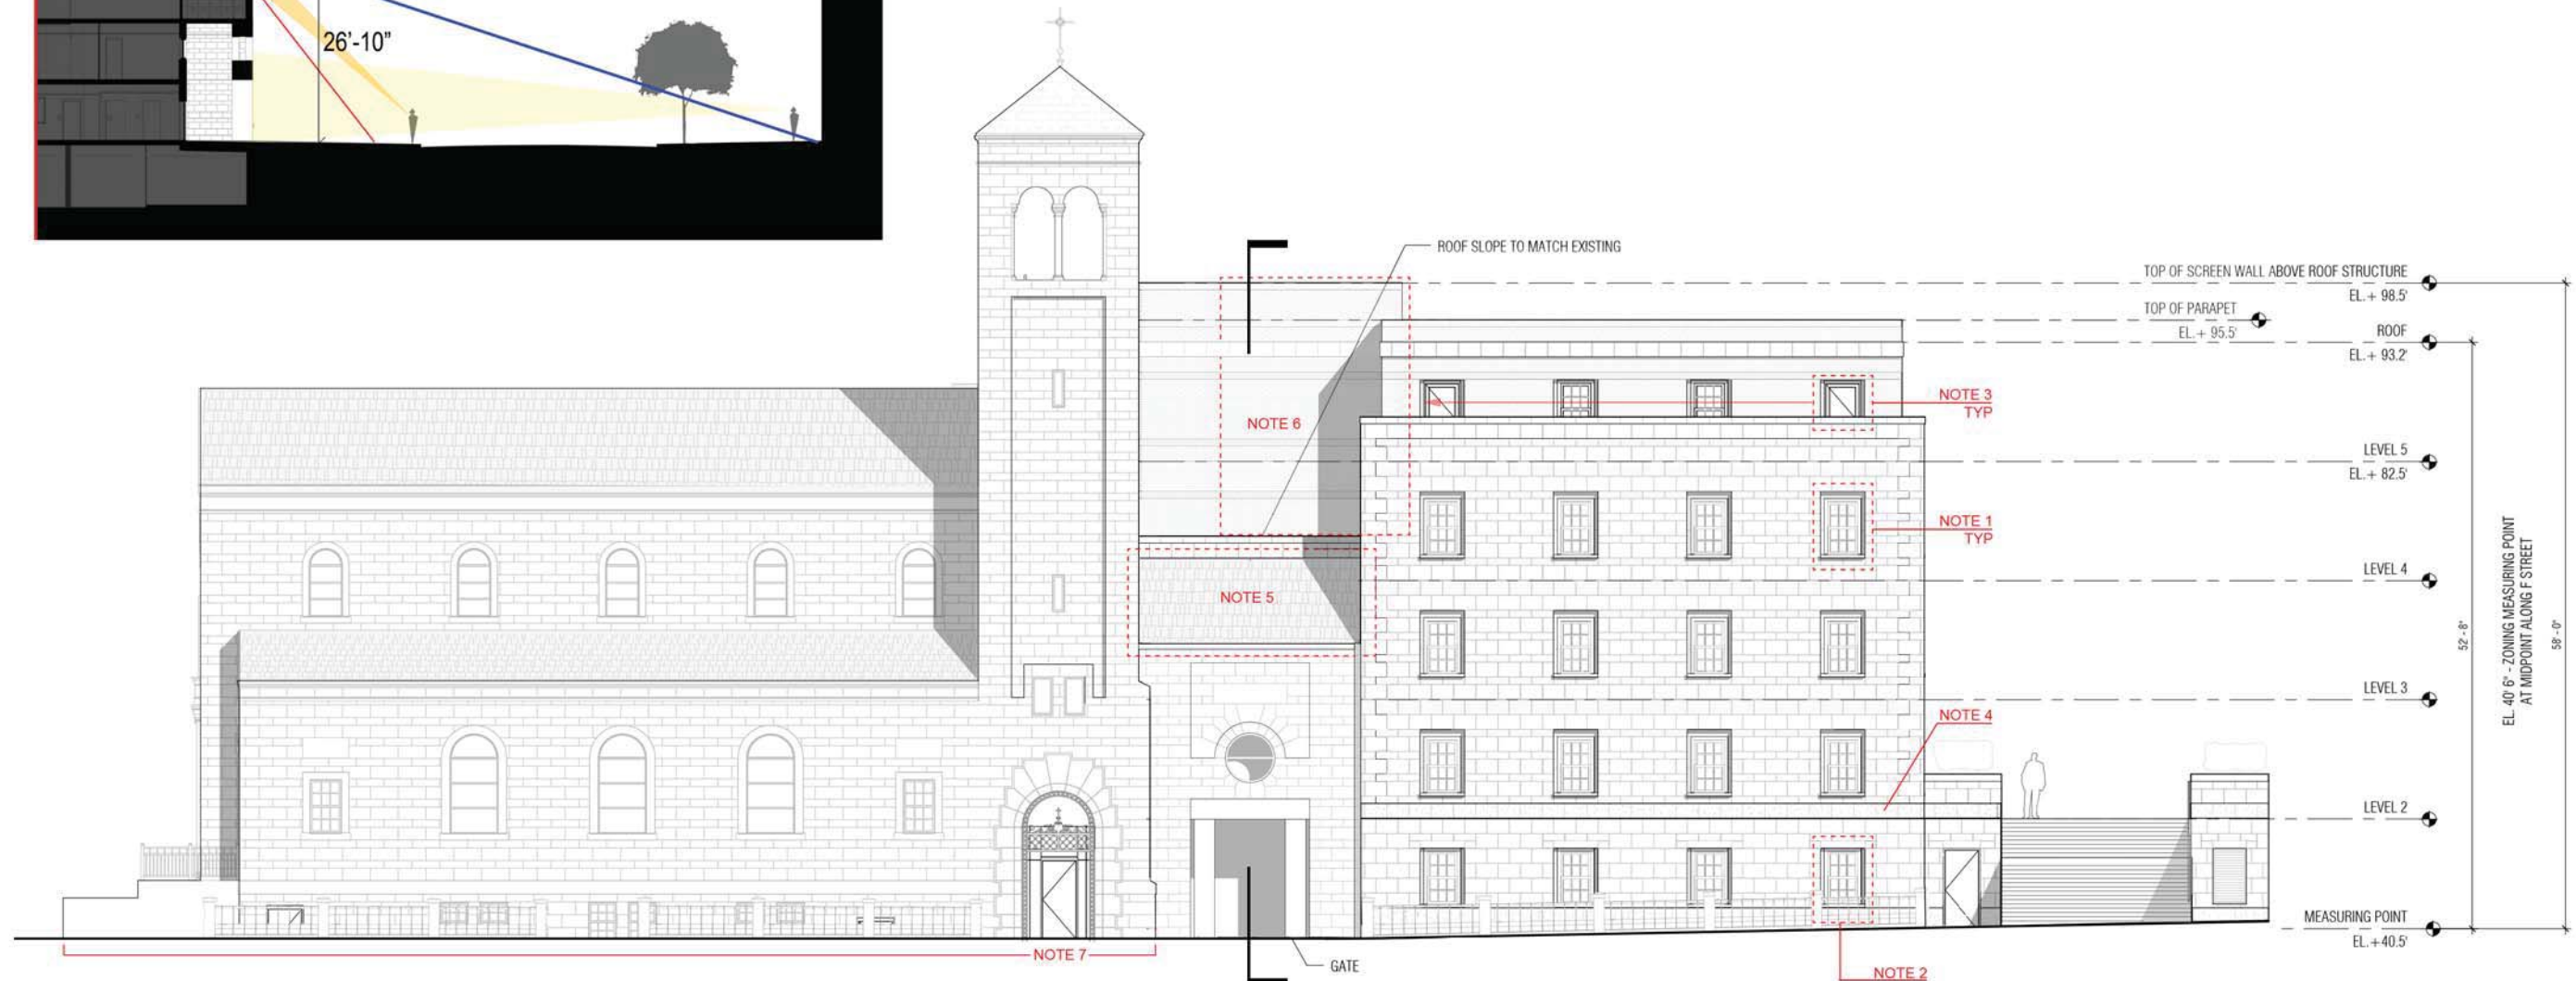 26'-10"
ROOF SLOPE TO MATCH EXISTING
TOP OF SCREEN WALL ABOVE ROOF STRUCTURE
EL.+ 98.5'
TOP OF PARAPET
EL.+ 95.5'
ROOF
EL.+ 93.2'
NOTE 3
TYP
NOTE 6
LEVEL 5
EL.+ 82.5'
NOTE 1
TYP
LEVEL 4
NOTE 5
EL. 40' 6" - ZONING MEASURING POINT
AT MIDPOINT ALONG F STREET
52'-8"
58'-0"
LEVEL 3
NOTE 4
LEVEL 2
MEASURING POINT
EL.+40.5'
NOTE 7
GATE
NOTE 2